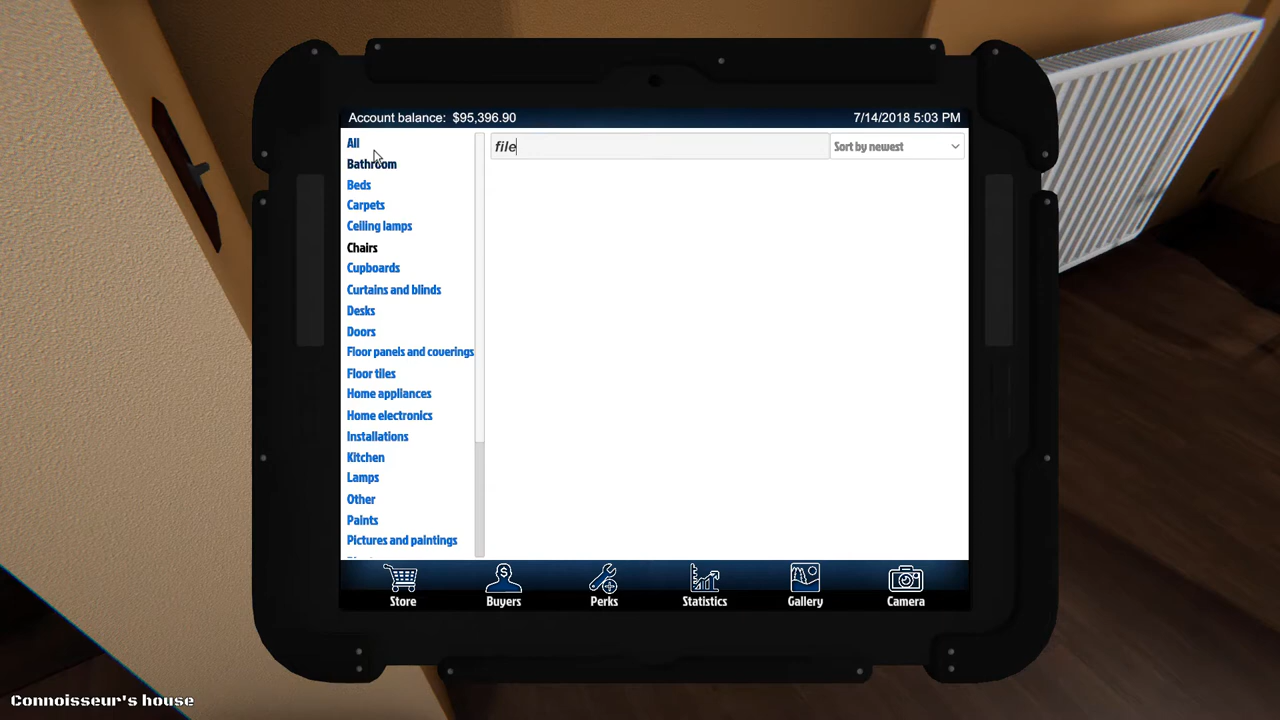 Account balance: $95,396.90
7/14/2018 5:03 PM
All
Bathroom
Beds
Carpets
Ceiling lamps
Chairs
Cupboards
Curtains and blinds
Desks
Doors
Floor panels and coverings
Floor tiles
Home appliances
Home electronics
Installations
Kitchen
Lamps
Other
Paints
Pictures and paintings
file
Sort by newest
Store
Buyers
Perks
Statistics
Gallery
Camera
Connoisseur's house